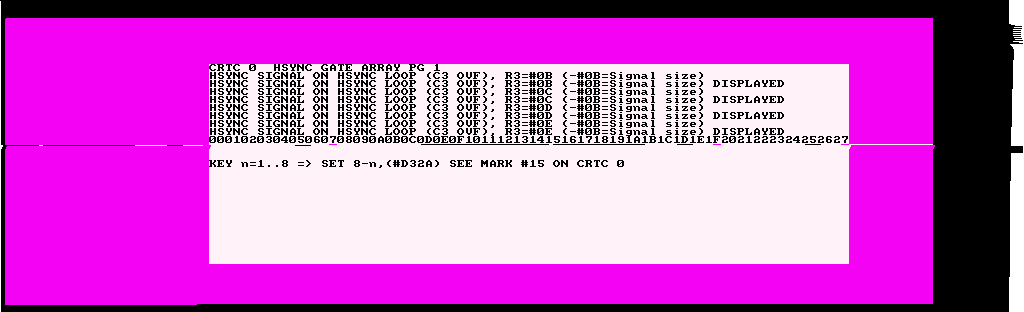 CRTC 0  HSYNC GATE ARRAY PG 1
HSYNC SIGNAL ON HSYNC LOOP (C3 OVF), R3=#0B (-#0B=Signal size)
HSYNC SIGNAL ON HSYNC LOOP (C3 OVF), R3=#0B (-#0B=Signal size) DISPLAYED
HSYNC SIGNAL ON HSYNC LOOP (C3 OVF), R3=#0C (-#0B=Signal size)
HSYNC SIGNAL ON HSYNC LOOP (C3 OVF), R3=#0C (-#0B=Signal size) DISPLAYED
HSYNC SIGNAL ON HSYNC LOOP (C3 OVF), R3=#0D (-#0B=Signal size)
HSYNC SIGNAL ON HSYNC LOOP (C3 OVF), R3=#0D (-#0B=Signal size) DISPLAYED
HSYNC SIGNAL ON HSYNC LOOP (C3 OVF), R3=#0E (-#0B=Signal size)
HSYNC SIGNAL ON HSYNC LOOP (C3 OVF), R3=#0E (-#0B=Signal size) DISPLAYED
000102030405060708090A0B0C0D0E0F101112131415161718191A1B1C1D1E1F2021222324252627
KEY n=1..8 => SET 8-n,(#D32A) SEE MARK #15 ON CRTC 0